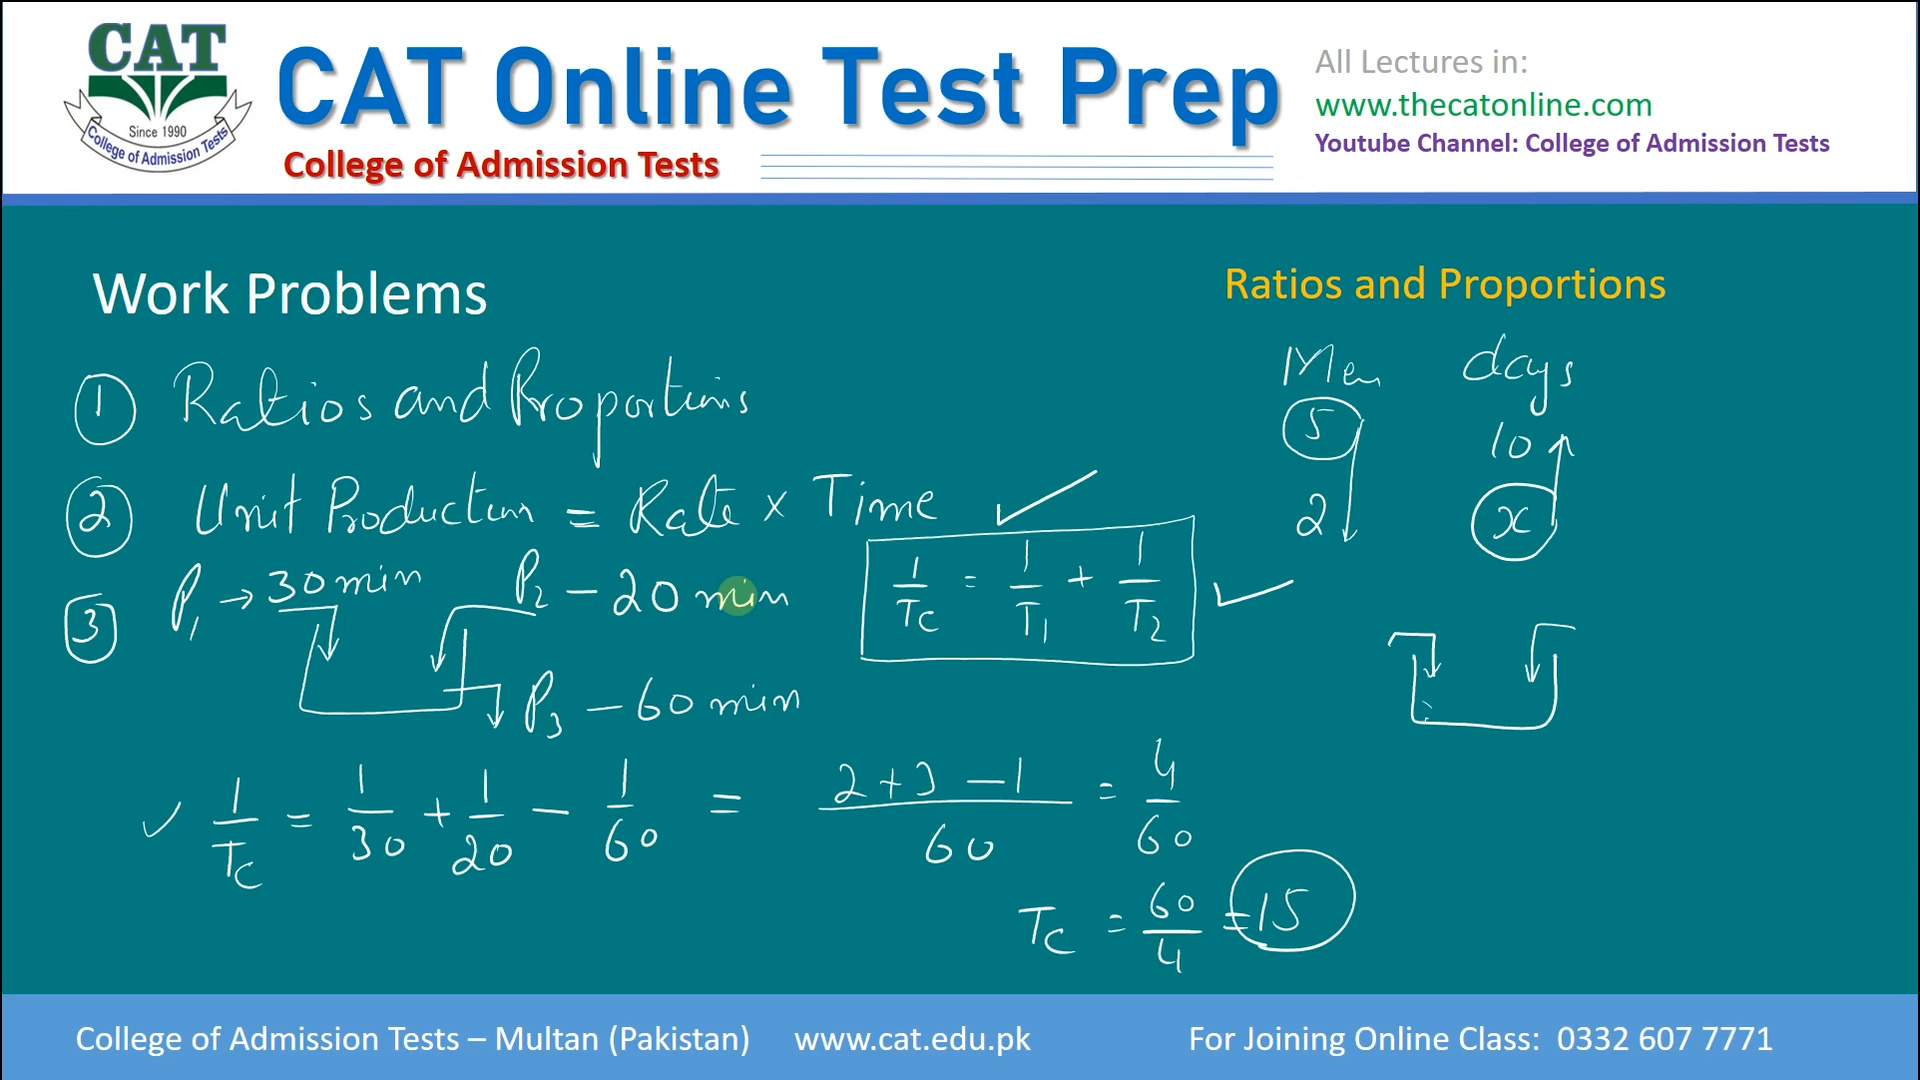 CAT
Since 1990
College of Admission Tests
CAT Online Test Prep
College of Admission Tests
All Lectures in:
www.thecatonline.com
Youtube Channel: College of Admission Tests
Work Problems
Ratios and Proportions
1 Ratios and Proportions
2 Unit Production = Rate × Time
3 P1 → 30 min P2 – 20 min
P3 – 60 min
1/Tc = 1/T1 + 1/T2
Men days
5 10
2 x
1/Tc = 1/30 + 1/20 – 1/60 = 2+3–1/60 = 4/60
Tc = 60/4 = 15
College of Admission Tests – Multan (Pakistan) www.cat.edu.pk For Joining Online Class: 0332 607 7771